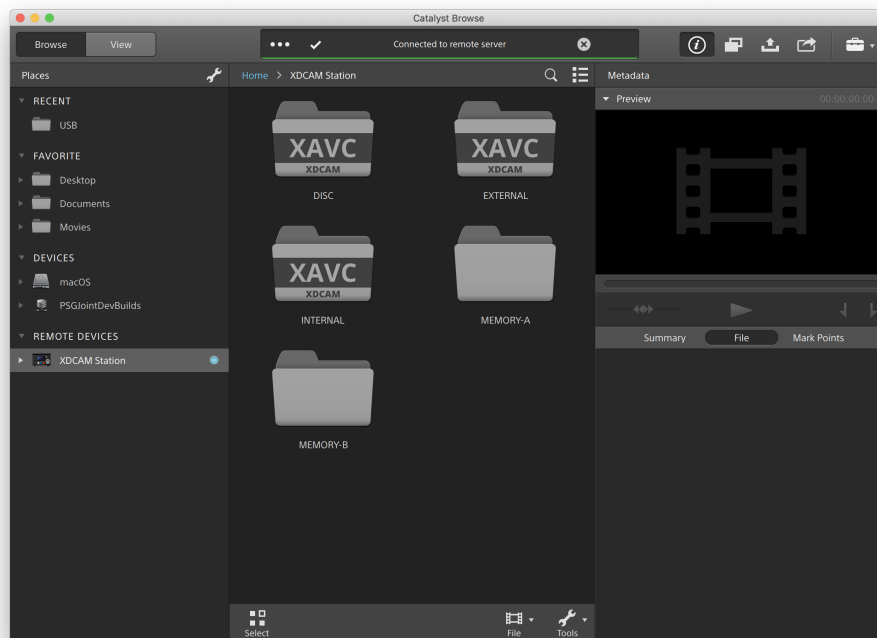 Catalyst Browse
Browse
View
Connected to remote server
Places
Home > XDCAM Station
Metadata
RECENT
USB
FAVORITE
Desktop
Documents
Movies
DEVICES
macOS
PSGJointDevBuilds
REMOTE DEVICES
XDCAM Station
XAVC
XDCAM
DISC
XAVC
XDCAM
EXTERNAL
XAVC
XDCAM
INTERNAL
MEMORY-A
MEMORY-B
Preview
00:00:00:00
Summary
File
Mark Points
Select
File
Tools